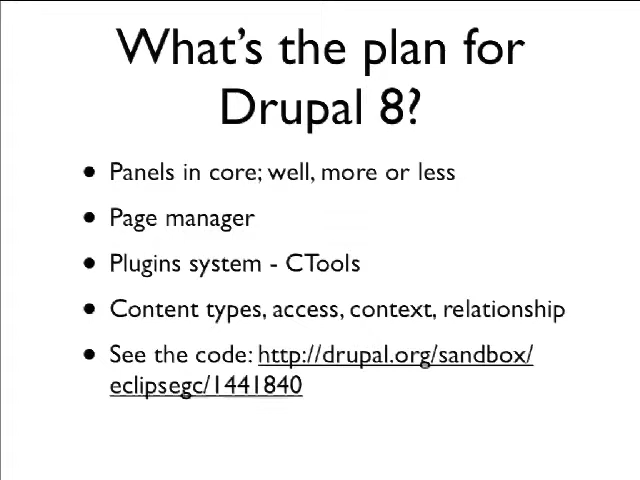 What's the plan for
Drupal 8?
• Panels in core; well, more or less
• Page manager
• Plugins system - CTools
• Content types, access, context, relationship
• See the code: http://drupal.org/sandbox/
eclipsegc/1441840